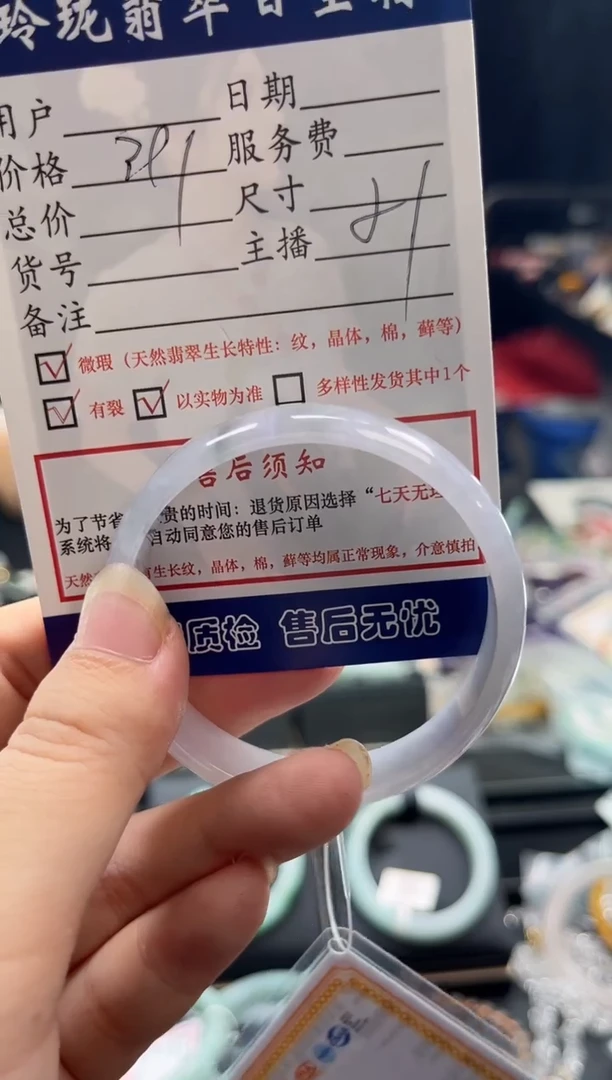 玲珑翡翠
用户 日期
价格 服务费
总价 尺寸
货号 主播
备注
微瑕（天然翡翠生长特性：纹，晶体，棉，藓等）
有裂 以实物为准 多样性发货其中1个
售后须知
为了节省 贵的时间：退货原因选择“七天无理
系统将 自动同意您的售后订单
天然 生长纹，晶体，棉，藓等均属正常现象，介意慎拍
质检 售后无忧